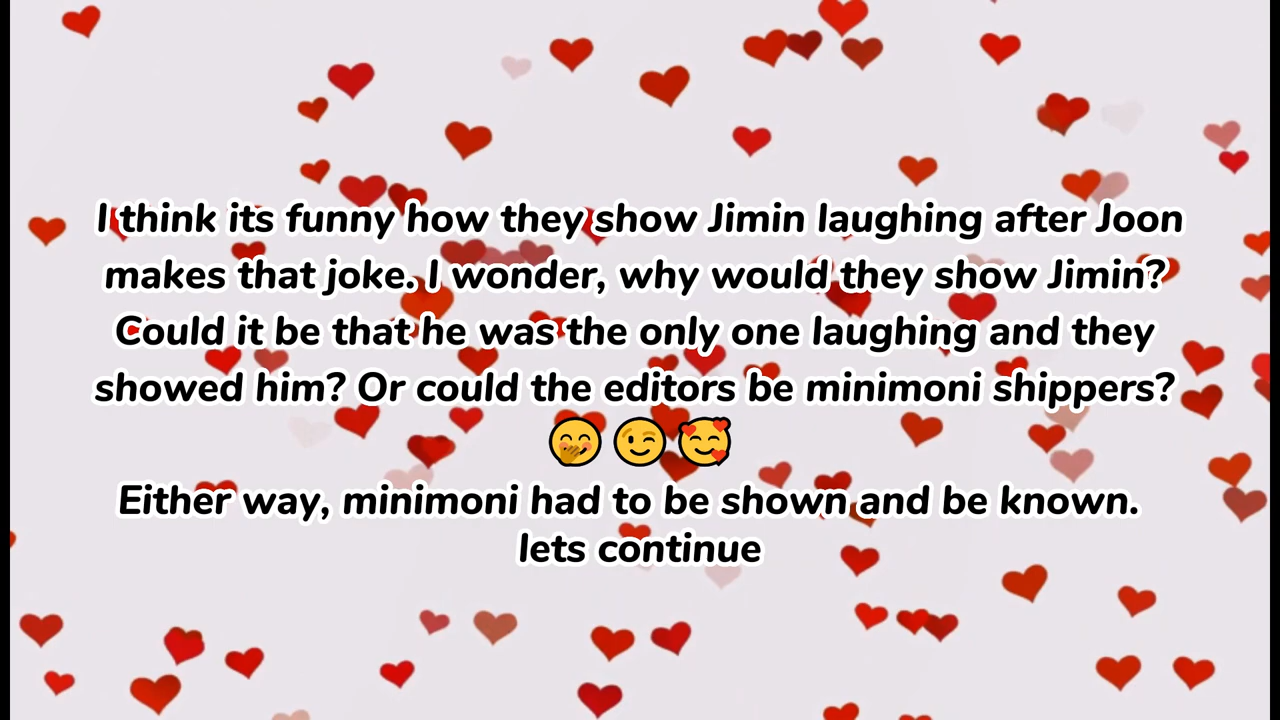 I think its funny how they show Jimin laughing after Joon
makes that joke. I wonder, why would they show Jimin?
Could it be that he was the only one laughing and they
showed him? Or could the editors be minimoni shippers?
🤭😉🥰
Either way, minimoni had to be shown and be known.
lets continue